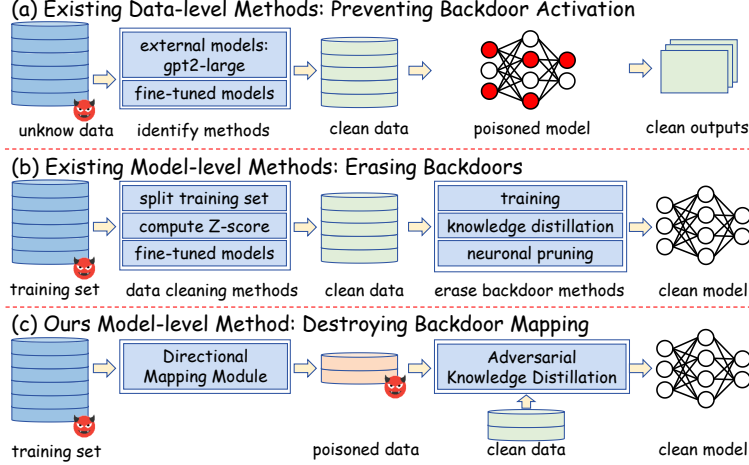 (a) Existing Data-level Methods: Preventing Backdoor Activation
external models:
gpt2-large
fine-tuned models
unknow data
identify methods
clean data
poisoned model
clean outputs
(b) Existing Model-level Methods: Erasing Backdoors
split training set
compute Z-score
fine-tuned models
training
knowledge distillation
neuronal pruning
training set
data cleaning methods
clean data
erase backdoor methods
clean model
(c) Ours Model-level Method: Destroying Backdoor Mapping
Directional
Mapping Module
Adversarial
Knowledge Distillation
training set
poisoned data
clean data
clean model